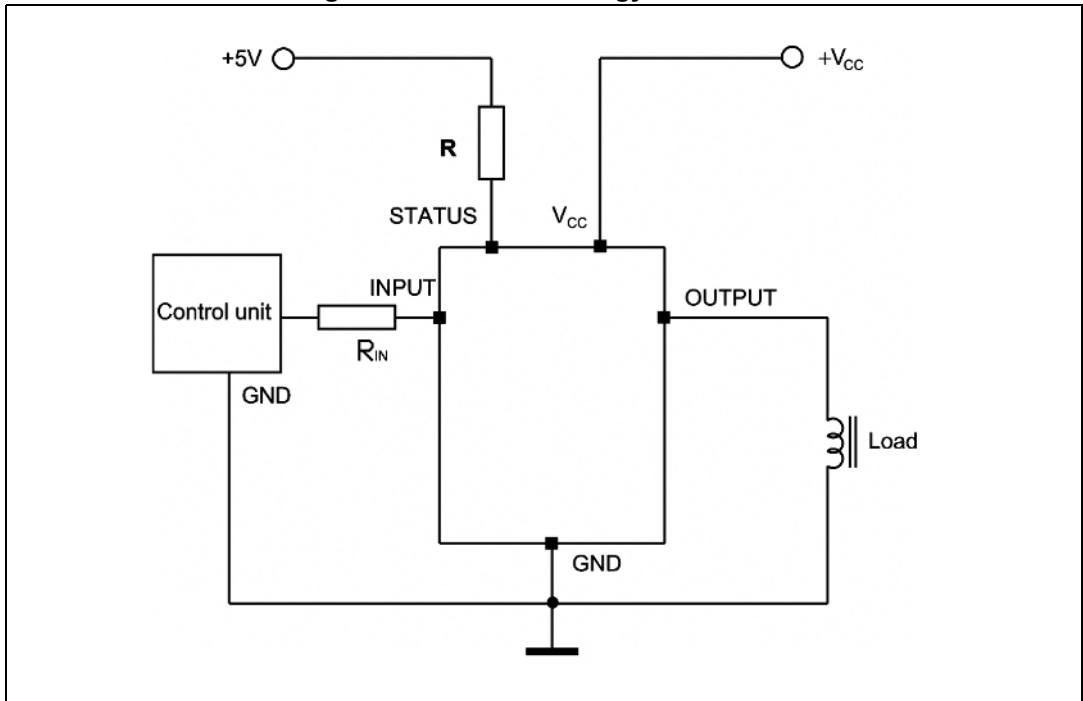 +5V
+VCC
R
STATUS
VCC
INPUT
OUTPUT
Control unit
RIN
GND
Load
GND